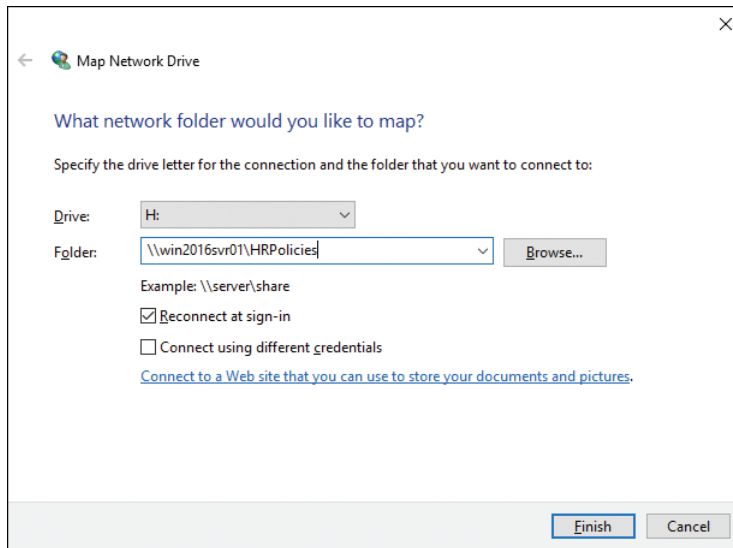 Map Network Drive
What network folder would you like to map?
Specify the drive letter for the connection and the folder that you want to connect to:
Drive: H:
Folder: \\win2016svr01\HRPolicies Browse...
Example: \\server\share
Reconnect at sign-in
Connect using different credentials
Connect to a Web site that you can use to store your documents and pictures.
Finish Cancel